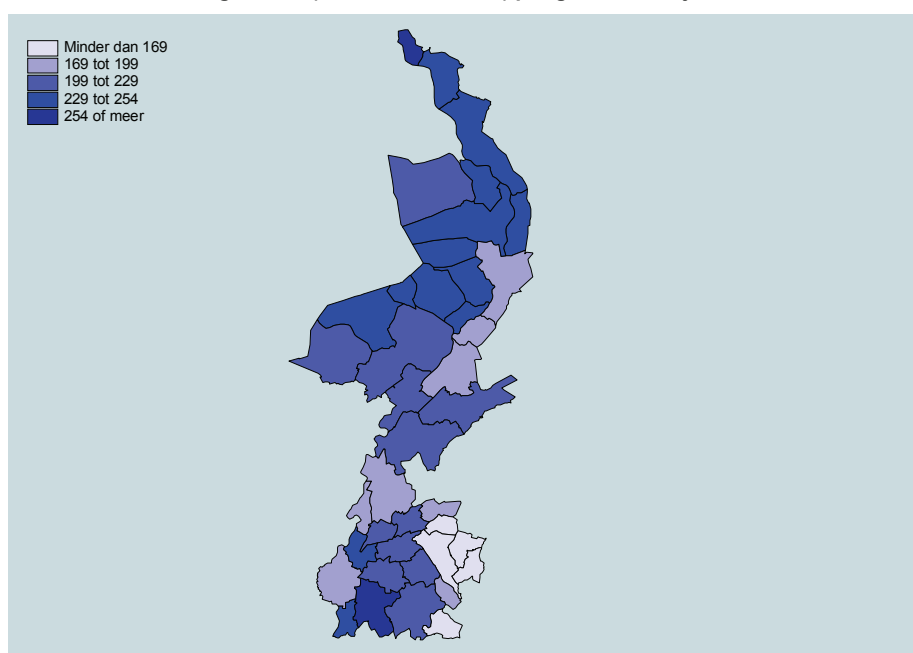 Minder dan 169
169 tot 199
199 tot 229
229 tot 254
254 of meer